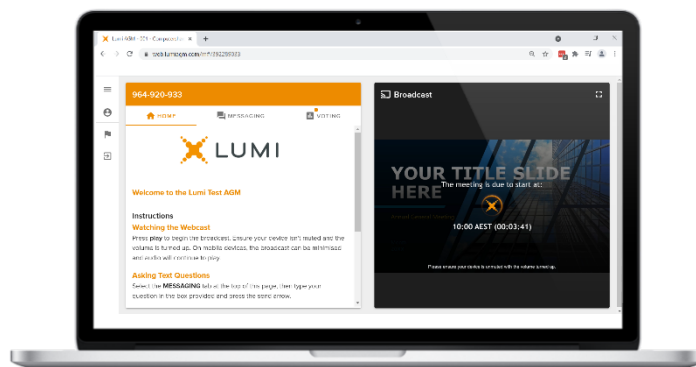 964-920-933
HOME
MESSAGING
VOTING
LUMI
Welcome to the Lumi Test AGM
Instructions
Watching the Webcast
Press play to begin the broadcast. Ensure your device isn't muted and the
volume is turned up. On mobile devices, the broadcast can be minimised
and audio will continue to play.
Asking Text Questions
Select the MESSAGING tab at the top of this page, then type your
question in the box provided and press the send arrow.
Broadcast
YOUR TITLE SLIDE
HERE
The meeting is due to start at:
10:00 AEST (00:03:41)
Please ensure your device is unmuted with the volume turned up.